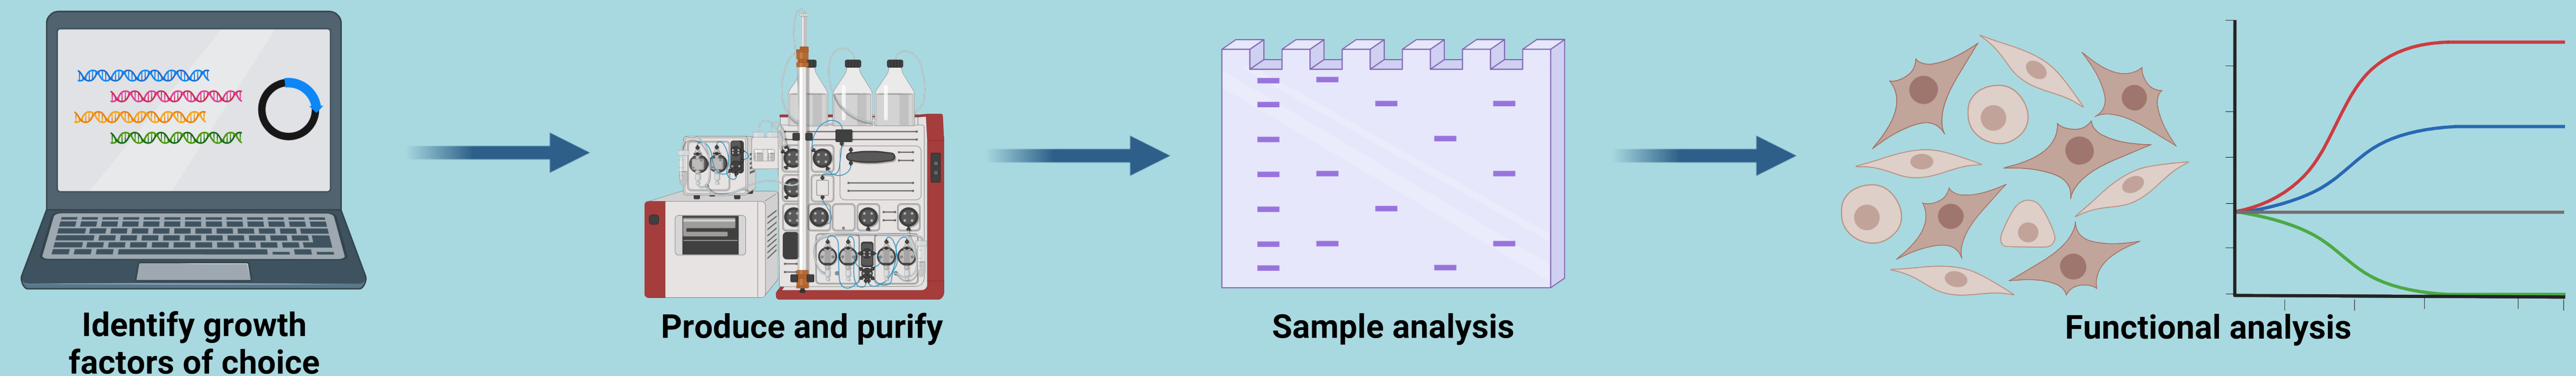 Identify growth
factors of choice
Produce and purify
Sample analysis
Functional analysis